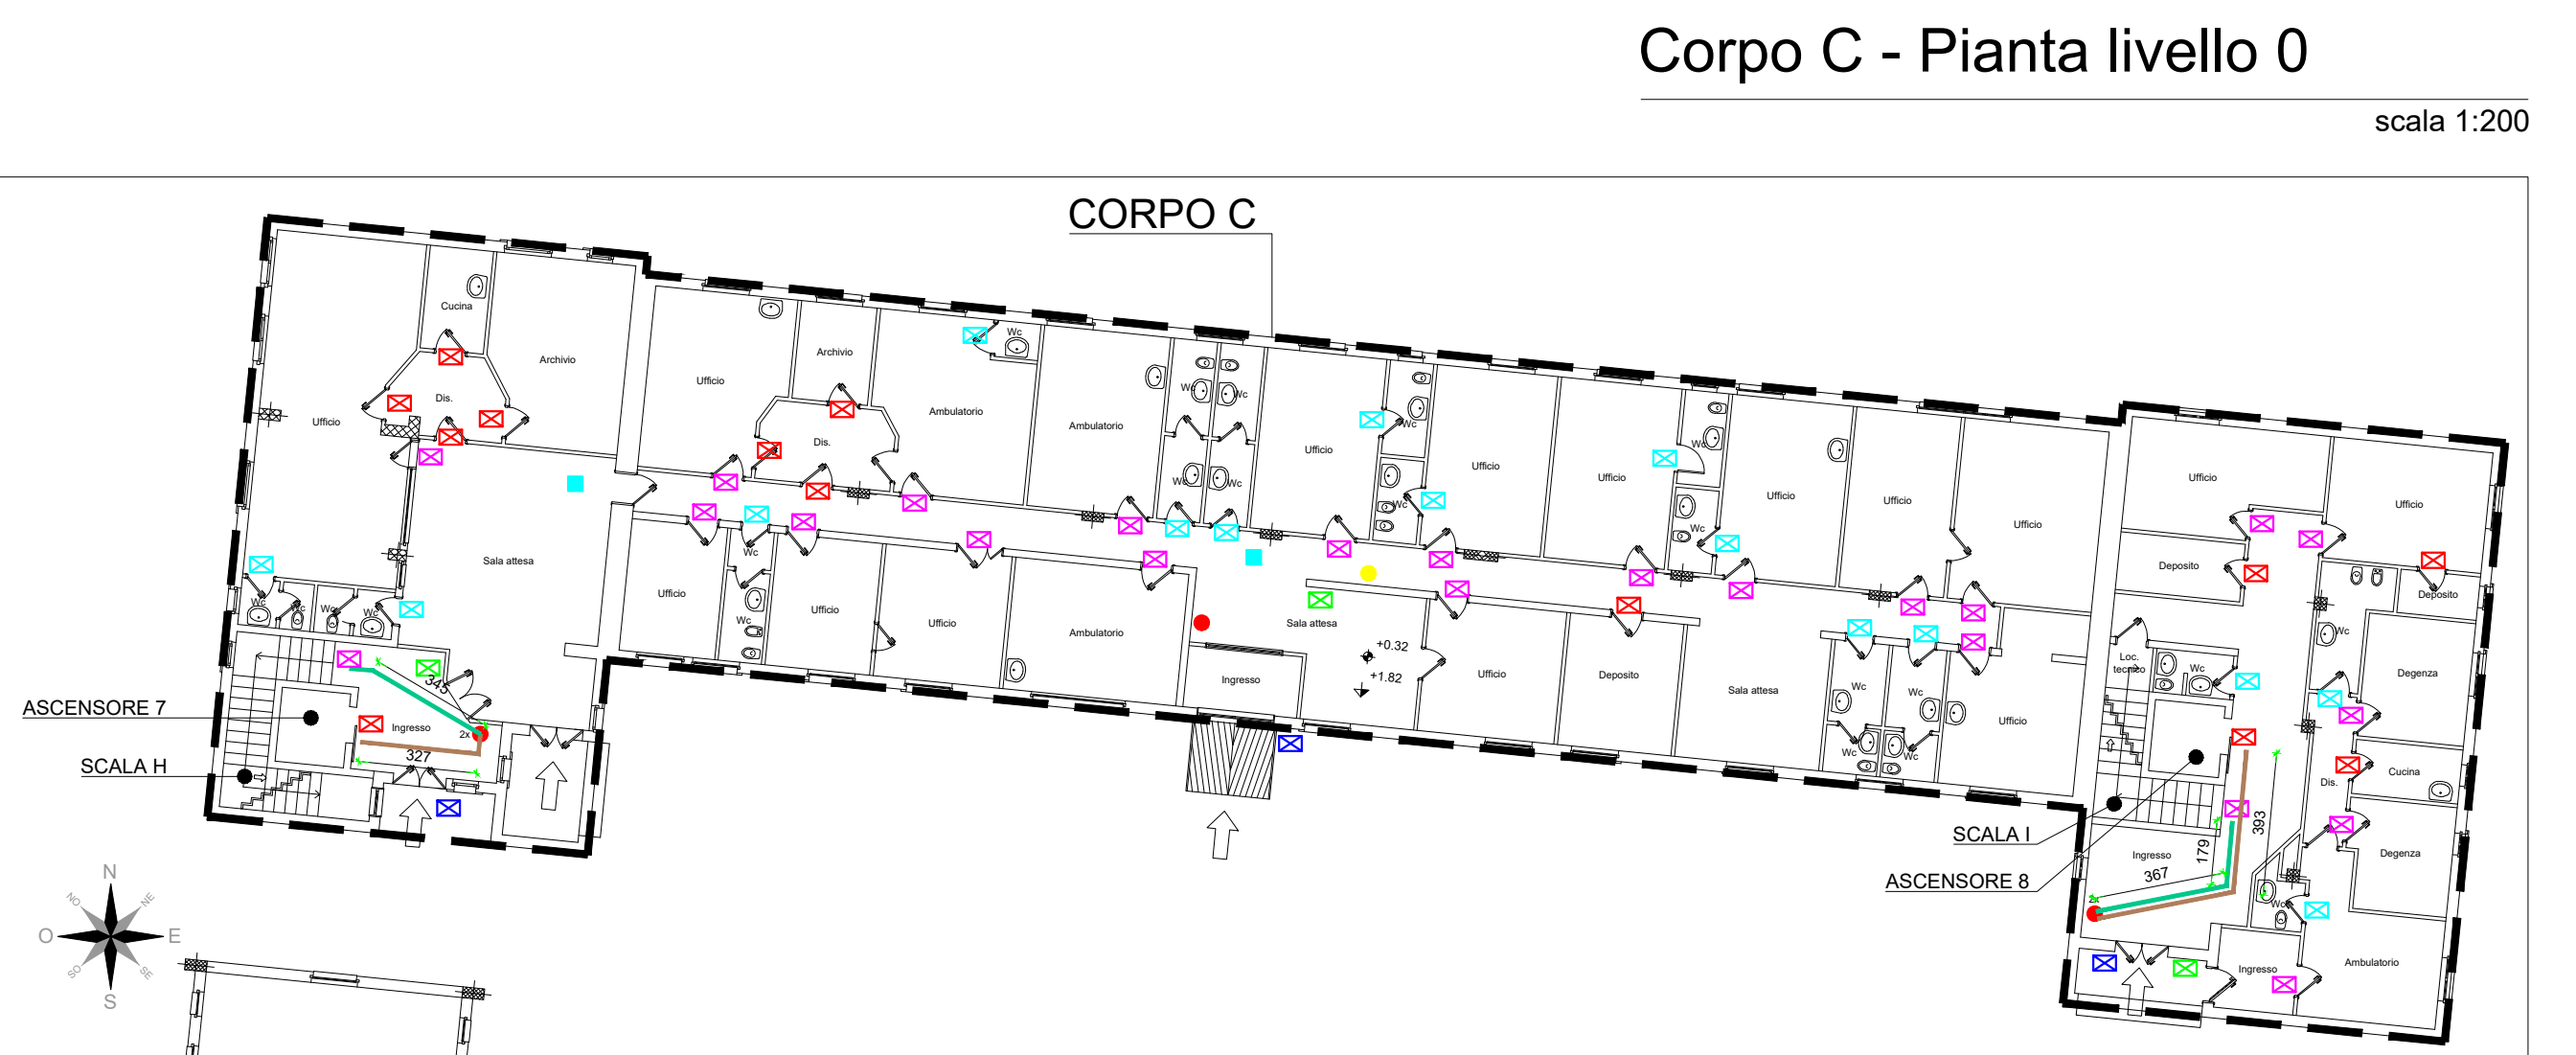 Corpo C - Pianta livello 0
scala 1:200
CORPO C
Cucina
Archivio
Dis.
Ufficio
Ufficio
Archivio
Dis.
Wc
Ambulatorio
Ambulatorio
Wc
Wc
Wc
Wc
Ufficio
Wc
Wc
Ufficio
Ufficio
Wc
Wc
Ufficio
Ufficio
Ufficio
Ufficio
Ufficio
Deposito
Deposito
Sala attesa
Wc
Wc
Wc
Wc
Ufficio
Wc
Wc
Ufficio
Ufficio
Ambulatorio
Sala attesa
+0.32
+1.82
Ingresso
Ufficio
Deposito
Sala attesa
Wc
Wc
Wc
Wc
Ufficio
Loc.
tecnico
Wc
Wc
Degenza
Cucina
Dis.
Degenza
ASCENSORE 7
SCALA H
345
Ingresso
2x
327
SCALA I
ASCENSORE 8
Ingresso
367
179
393
2x
Wc
Ingresso
Ambulatorio
N
NE
E
SE
S
SO
O
NO